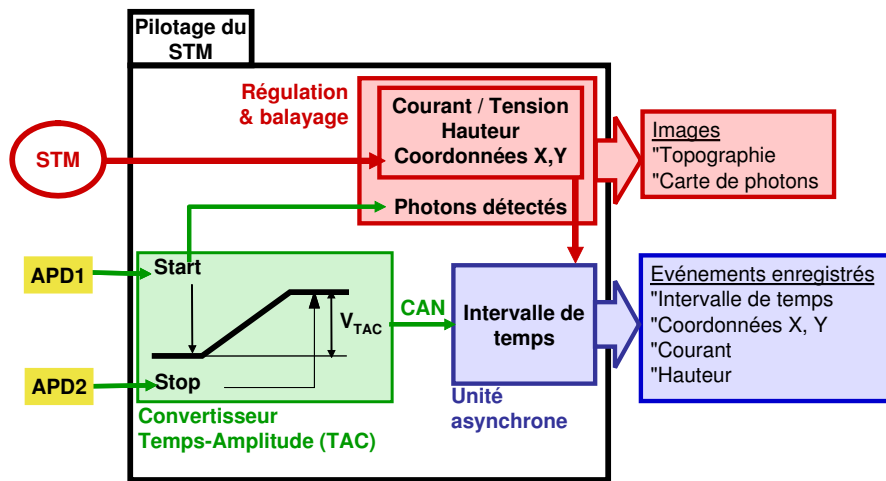 Pilotage du
STM
Régulation
& balayage
Courant / Tension
Hauteur
Coordonnées X,Y
Photons détectés
Images
"Topographie
"Carte de photons
STM
APD1
Start
V_TAC
CAN
Stop
APD2
Convertisseur
Temps-Amplitude (TAC)
Intervalle de
temps
Unité
asynchrone
Evénements enregistrés
"Intervalle de temps
"Coordonnées X, Y
"Courant
"Hauteur